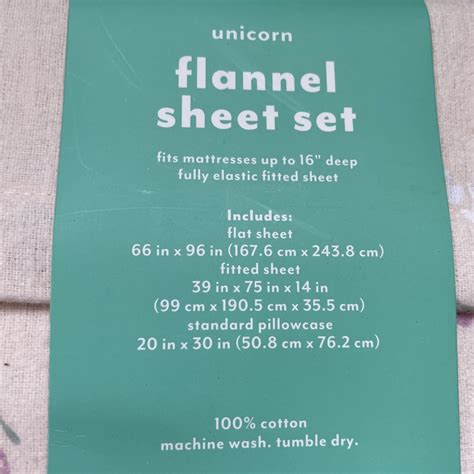 unicorn
flannel
sheet set
fits mattresses up to 16" deep
fully elastic fitted sheet
Includes:
flat sheet
66 in x 96 in (167.6 cm x 243.8 cm)
fitted sheet
39 in x 75 in x 14 in
(99 cm x 190.5 cm x 35.5 cm)
standard pillowcase
20 in x 30 in (50.8 cm x 76.2 cm)
100% cotton
machine wash. tumble dry.